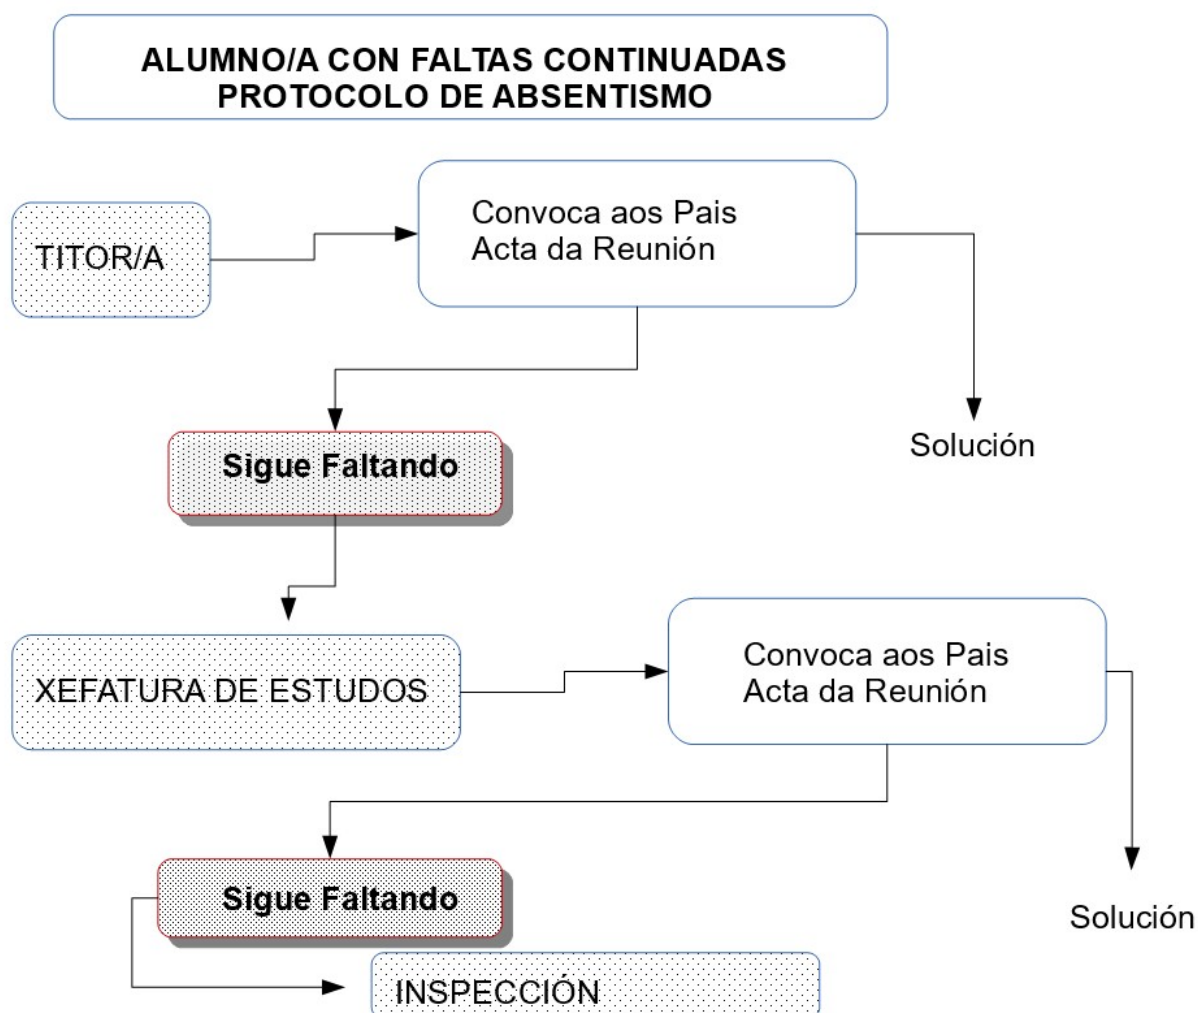 ALUMNO/A CON FALTAS CONTINUADAS
PROTOCOLO DE ABSENTISMO
TITOR/A
Convoca aos Pais
Acta da Reunión
Solución
Sigue Faltando
XEFATURA DE ESTUDOS
Convoca aos Pais
Acta da Reunión
Sigue Faltando
Solución
INSPECCIÓN